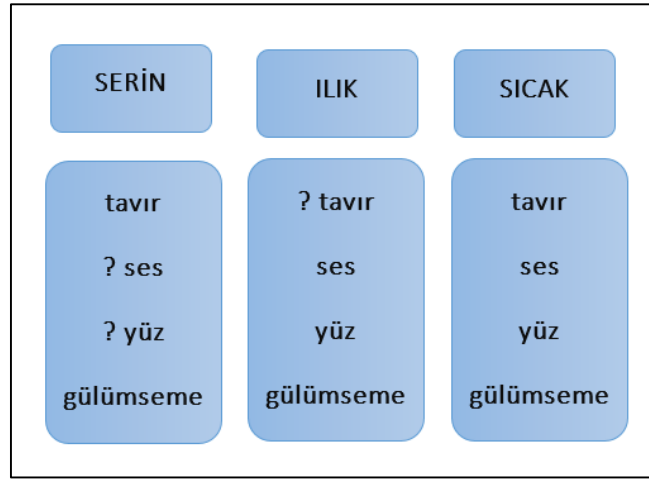 SERİN
tavır
? ses
? yüz
gülümseme
ILIK
? tavır
ses
yüz
gülümseme
SICAK
tavır
ses
yüz
gülümseme